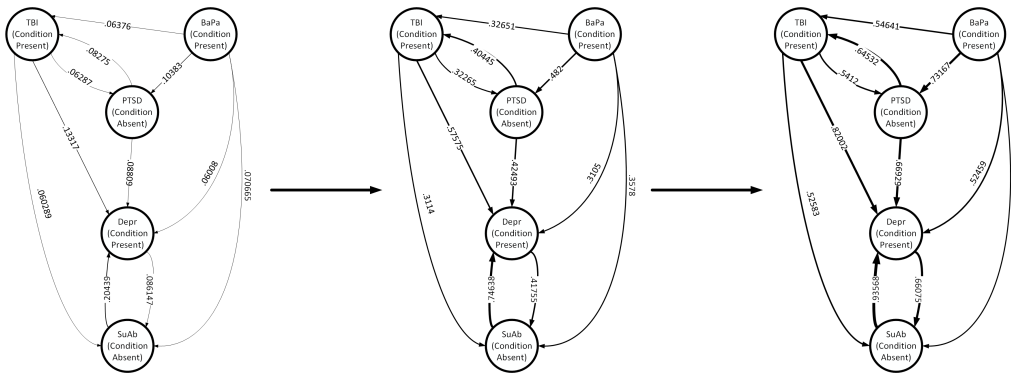 TBI
(Condition
Present)
BaPa
(Condition
Present)
.06376
.08275
.06287
.10383
PTSD
(Condition
Absent)
.13317
.08809
.06008
.070665
.060289
Depr
(Condition
Present)
.20439
.086147
SuAb
(Condition
Absent)
TBI
(Condition
Present)
BaPa
(Condition
Present)
.32651
.40445
.32265
.482
PTSD
(Condition
Absent)
.57575
.42493
.3105
.3578
.3114
Depr
(Condition
Present)
.74638
.41755
SuAb
(Condition
Absent)
TBI
(Condition
Present)
BaPa
(Condition
Present)
.54641
.64532
.5412
.73167
PTSD
(Condition
Absent)
.82002
.66929
.52459
.52583
Depr
(Condition
Present)
.93568
.66075
SuAb
(Condition
Absent)